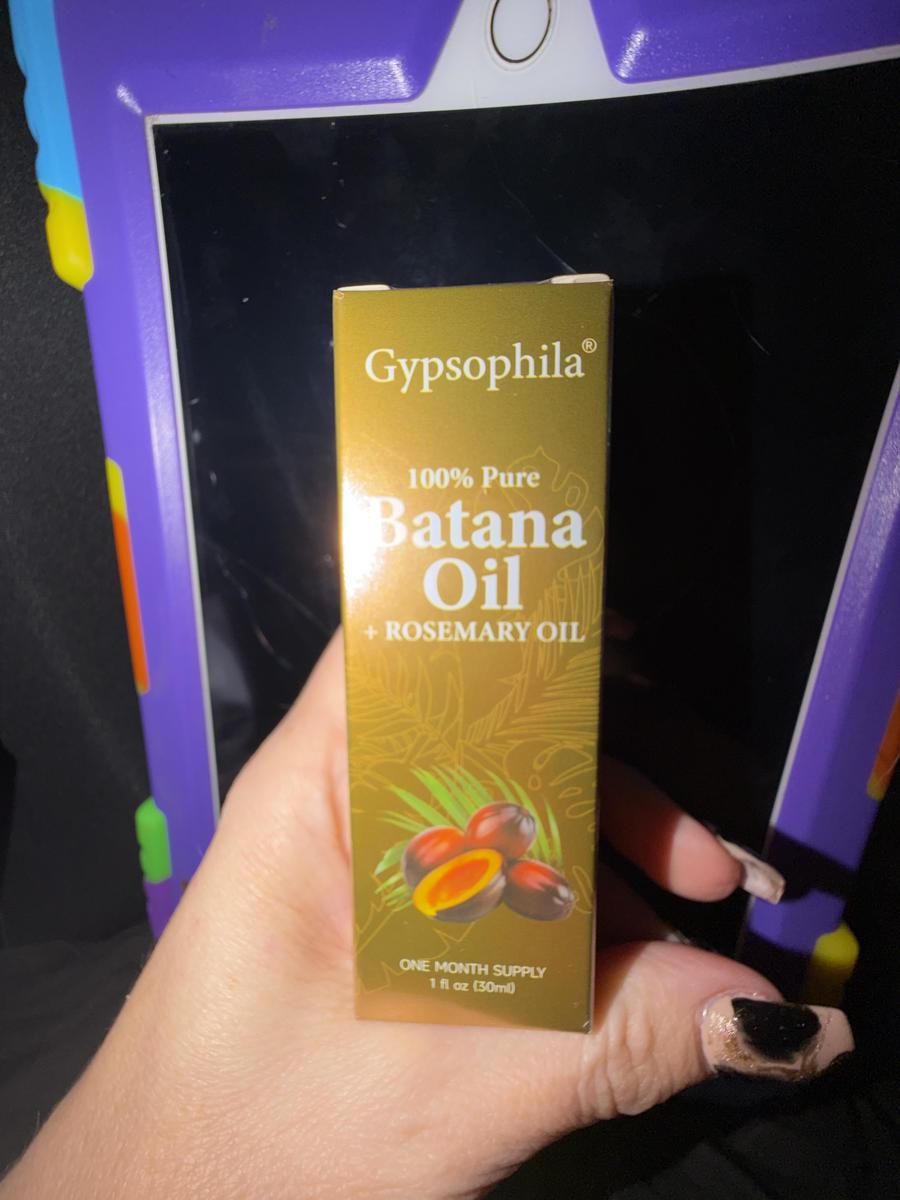 Gypsophila®
100% Pure
Batana
Oil
+ ROSEMARY OIL
ONE MONTH SUPPLY
1 fl oz (30ml)